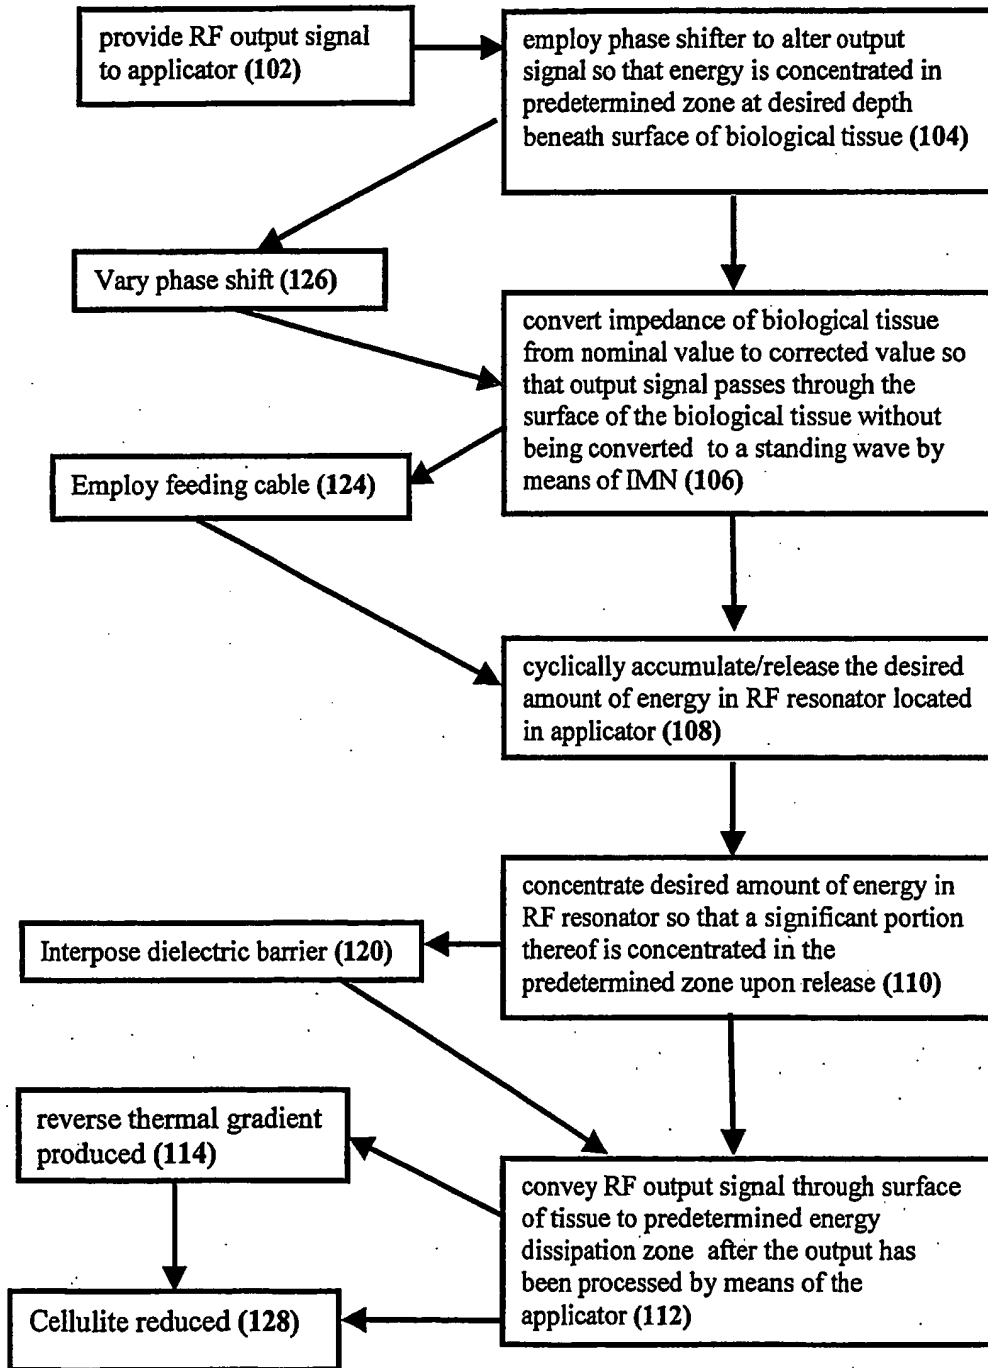 provide RF output signal
to applicator (102)
employ phase shifter to alter output
signal so that energy is concentrated in
predetermined zone at desired depth
beneath surface of biological tissue (104)
Vary phase shift (126)
convert impedance of biological tissue
from nominal value to corrected value so
that output signal passes through the
surface of the biological tissue without
being converted to a standing wave by
means of IMN (106)
Employ feeding cable (124)
cyclically accumulate/release the desired
amount of energy in RF resonator located
in applicator (108)
concentrate desired amount of energy in
RF resonator so that a significant portion
thereof is concentrated in the
predetermined zone upon release (110)
Interpose dielectric barrier (120)
reverse thermal gradient
produced (114)
convey RF output signal through surface
of tissue to predetermined energy
dissipation zone after the output has
been processed by means of the
applicator (112)
Cellulite reduced (128)